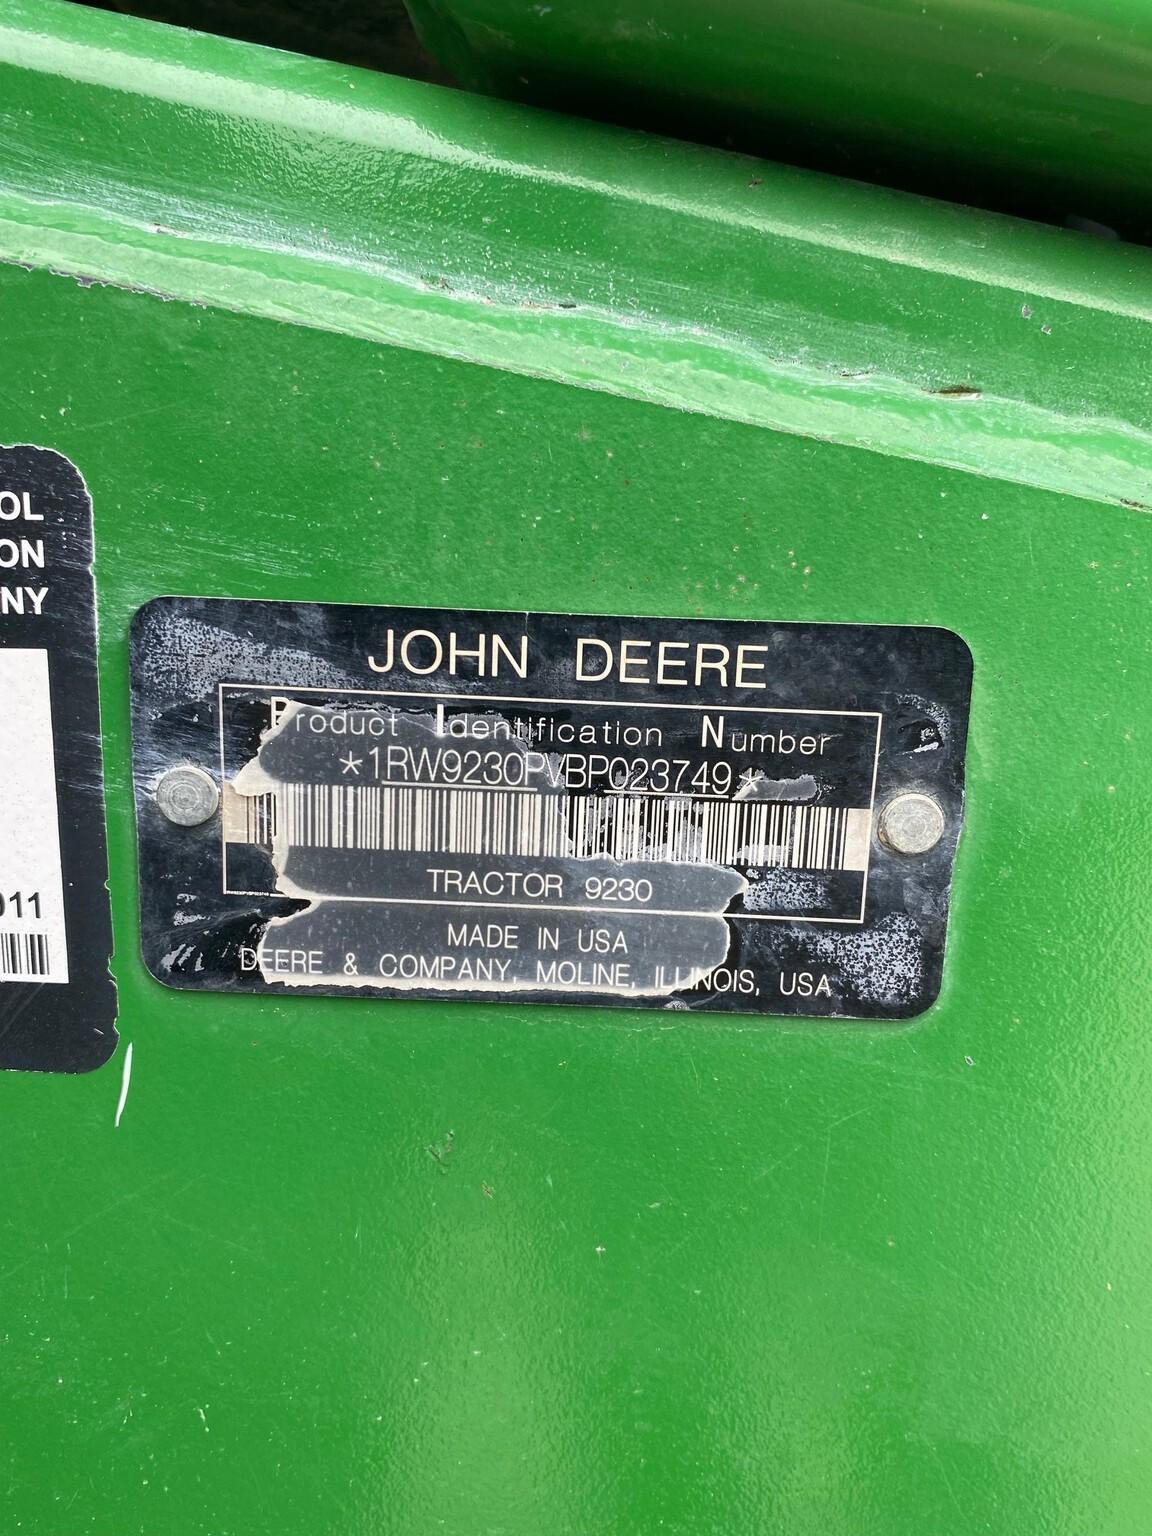 OL
ON
NY
011
JOHN DEERE
Product Identification Number
*1RW9230PVBP023749*
TRACTOR 9230
MADE IN USA
DEERE & COMPANY, MOLINE, ILLINOIS, USA